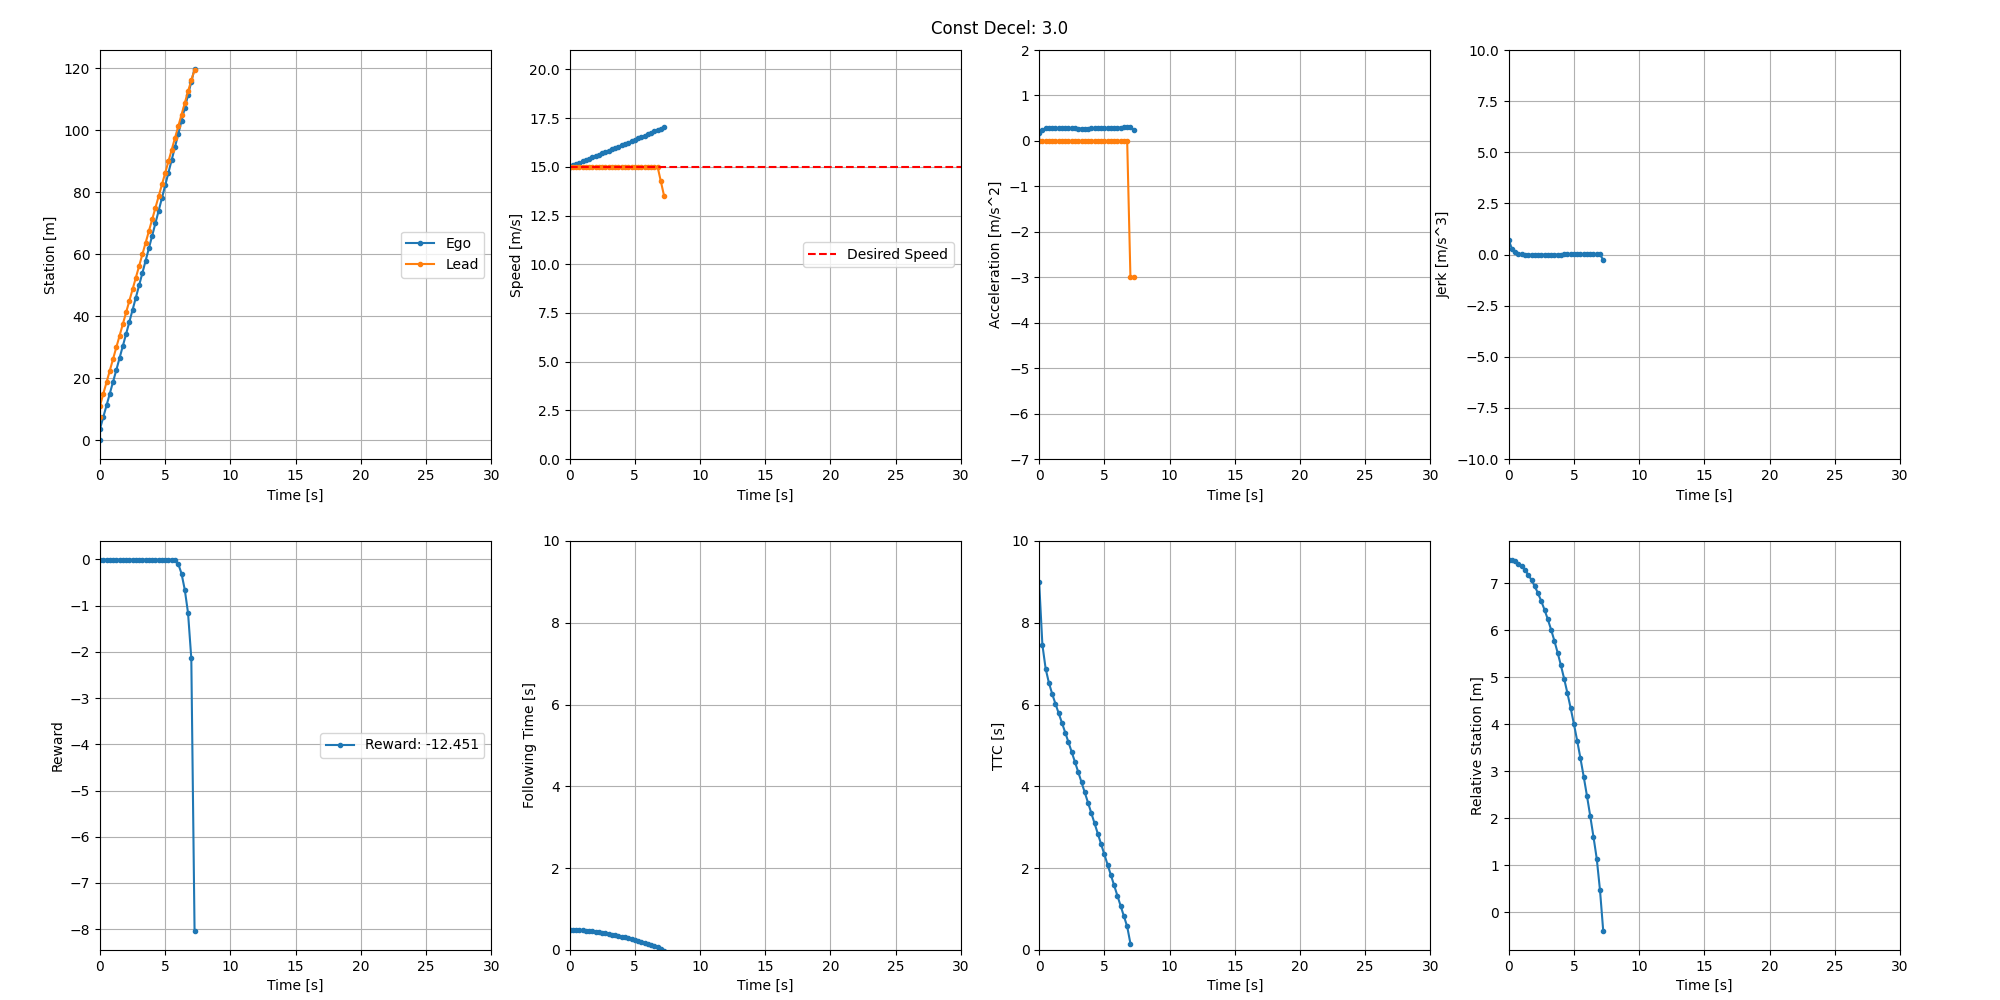 Const Decel: 3.0
Station [m]
120
100
80
60
40
20
0
Ego
Lead
0 5 10 15 20 25 30
Time [s]
Speed [m/s]
20.0
17.5
15.0
12.5
10.0
7.5
5.0
2.5
0.0
Desired Speed
0 5 10 15 20 25 30
Time [s]
Acceleration [m/s^2]
2
1
0
−1
−2
−3
−4
−5
−6
−7
0 5 10 15 20 25 30
Time [s]
Jerk [m/s^3]
10.0
7.5
5.0
2.5
0.0
−2.5
−5.0
−7.5
−10.0
0 5 10 15 20 25 30
Time [s]
Reward
0
−1
−2
−3
−4
−5
−6
−7
−8
Reward: -12.451
0 5 10 15 20 25 30
Time [s]
Following Time [s]
10
8
6
4
2
0
0 5 10 15 20 25 30
Time [s]
TTC [s]
10
8
6
4
2
0
0 5 10 15 20 25 30
Time [s]
Relative Station [m]
7
6
5
4
3
2
1
0
0 5 10 15 20 25 30
Time [s]